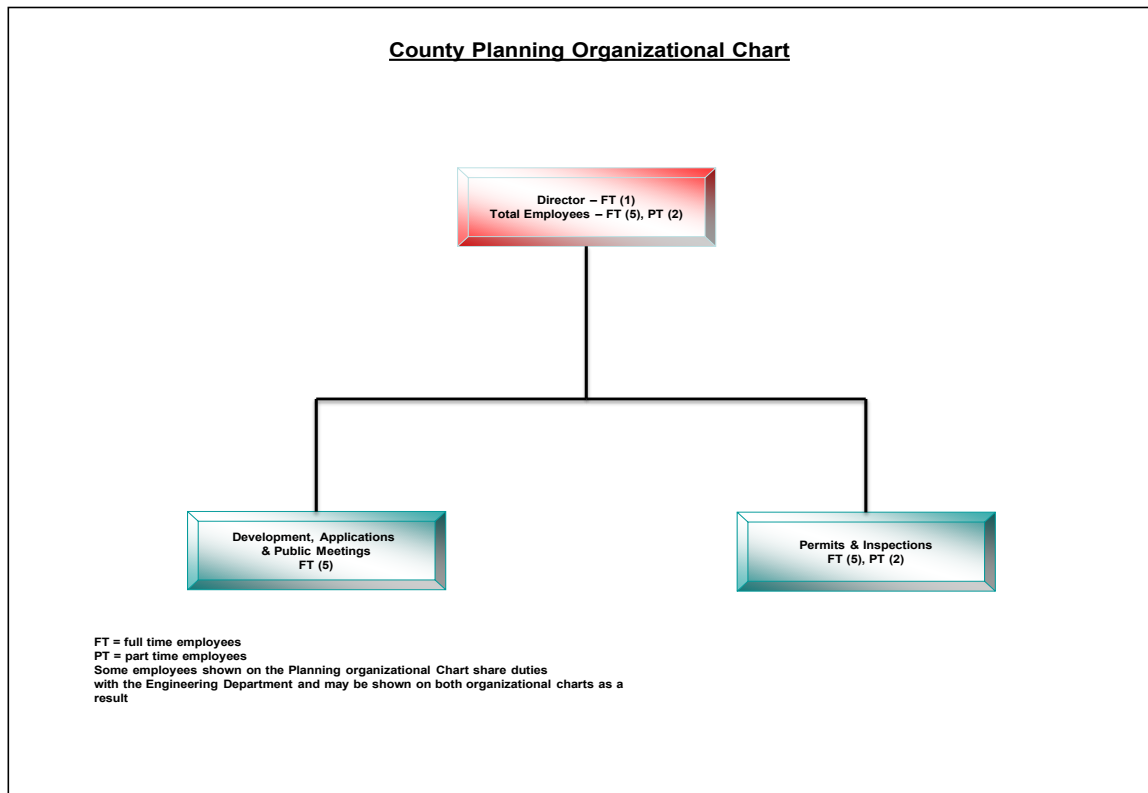 County Planning Organizational Chart
Director – FT (1)
Total Employees – FT (5), PT (2)
Development, Applications
& Public Meetings
FT (5)
Permits & Inspections
FT (5), PT (2)
FT = full time employees
PT = part time employees
Some employees shown on the Planning organizational Chart share duties
with the Engineering Department and may be shown on both organizational charts as a
result